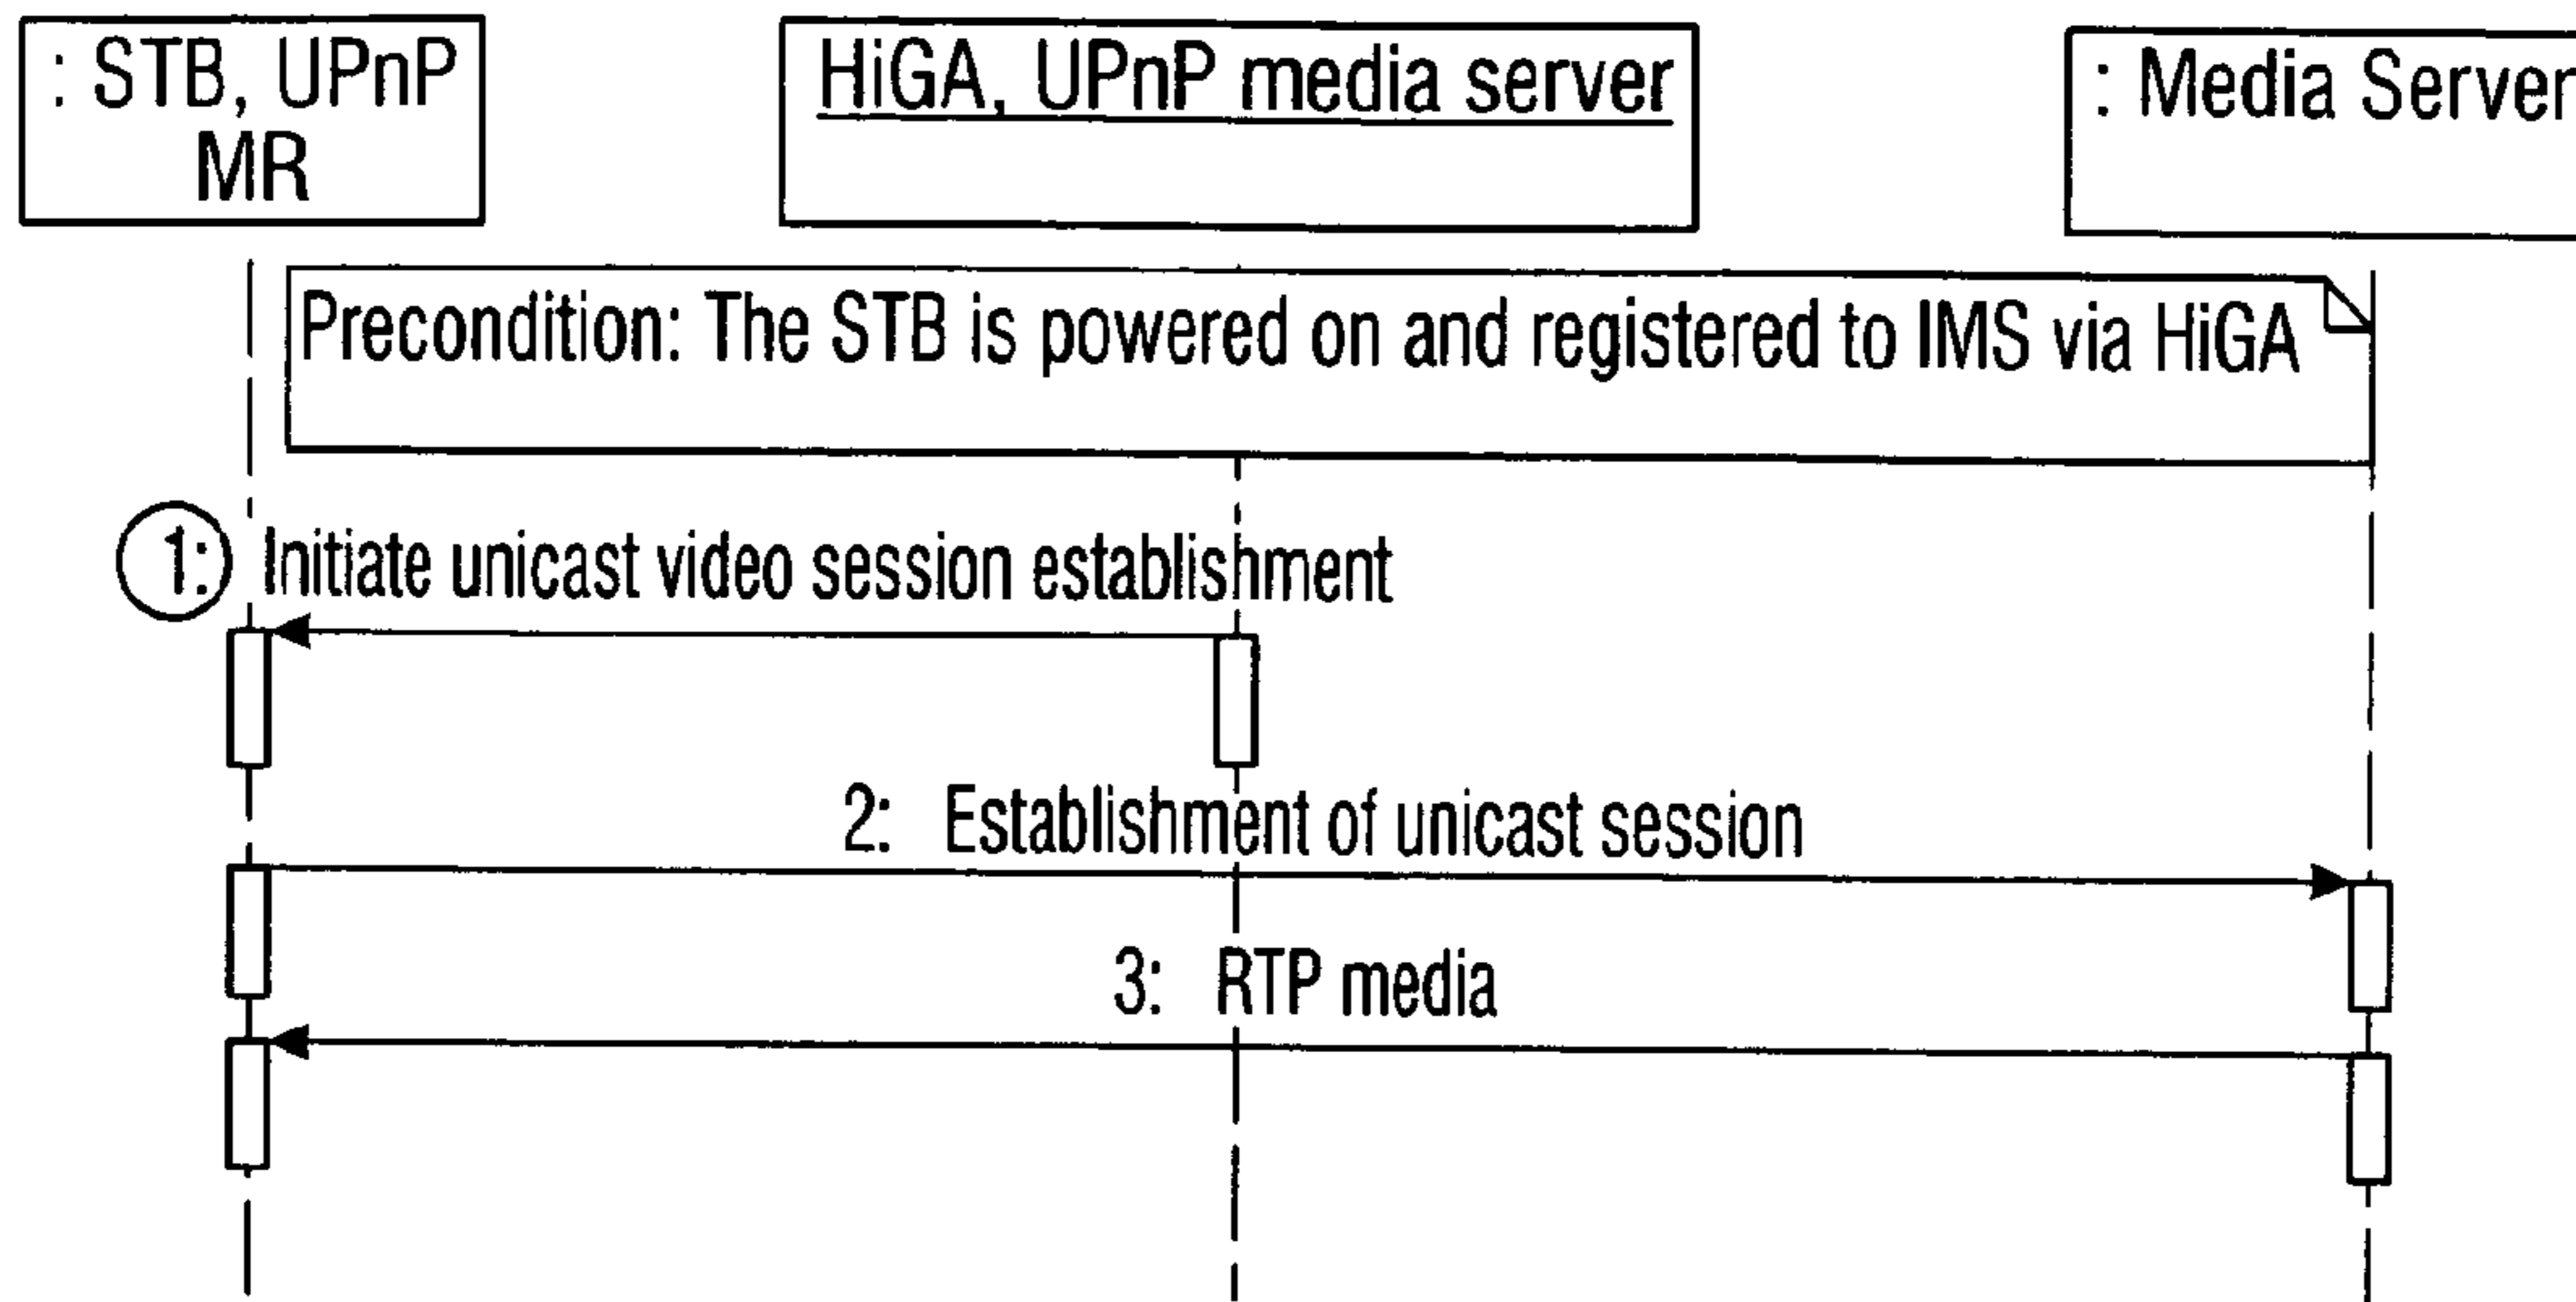 : STB, UPnP
MR
HiGA, UPnP media server
: Media Server
Precondition: The STB is powered on and registered to IMS via HiGA
1: Initiate unicast video session establishment
2: Establishment of unicast session
3: RTP media